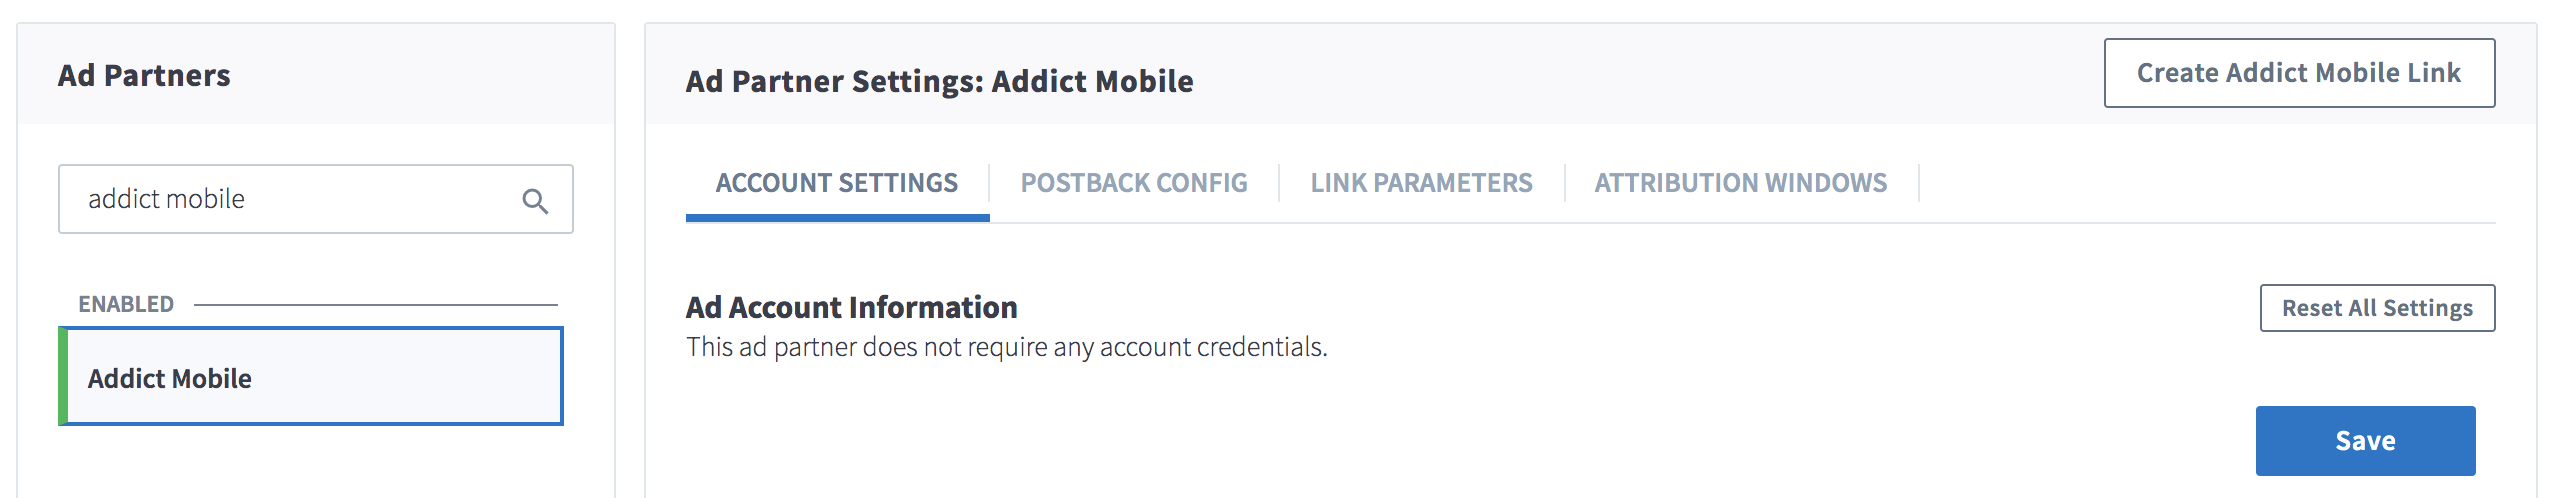 Ad Partners
addict mobile
ENABLED
Addict Mobile
Ad Partner Settings: Addict Mobile
Create Addict Mobile Link
ACCOUNT SETTINGS
POSTBACK CONFIG
LINK PARAMETERS
ATTRIBUTION WINDOWS
Ad Account Information
Reset All Settings
This ad partner does not require any account credentials.
Save